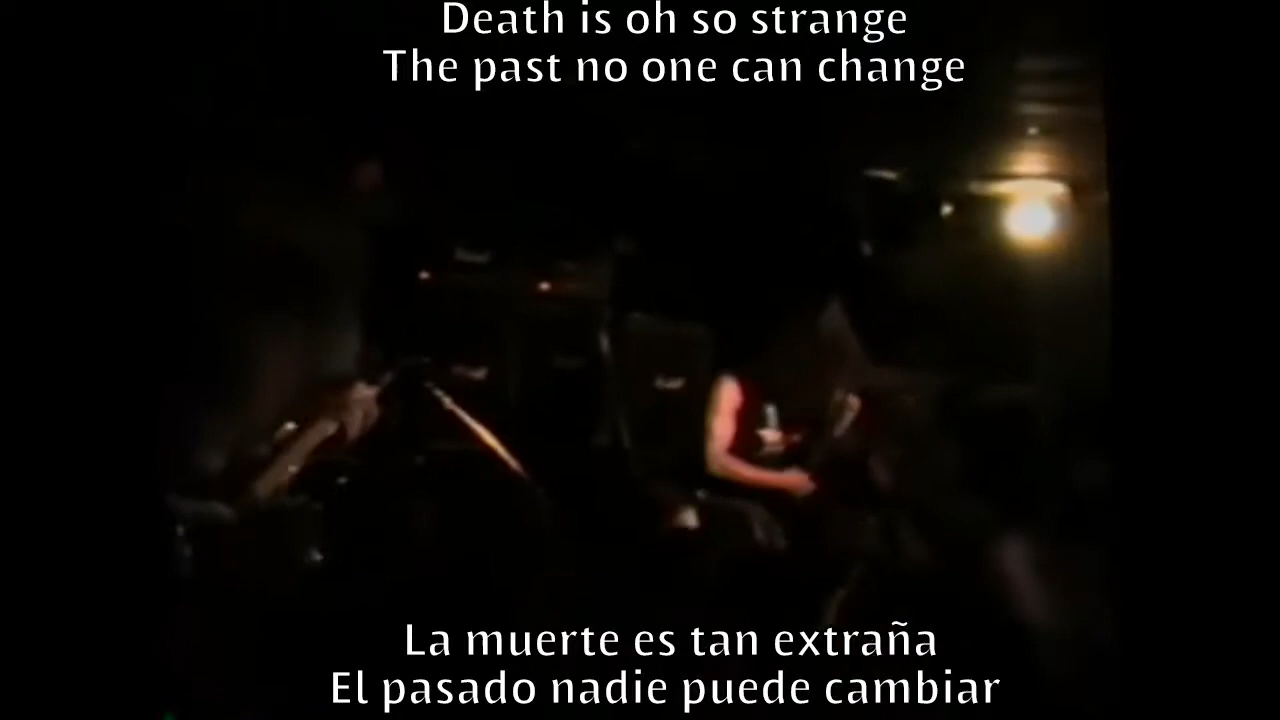 Death is oh so strange
The past no one can change
La muerte es tan extraña
El pasado nadie puede cambiar